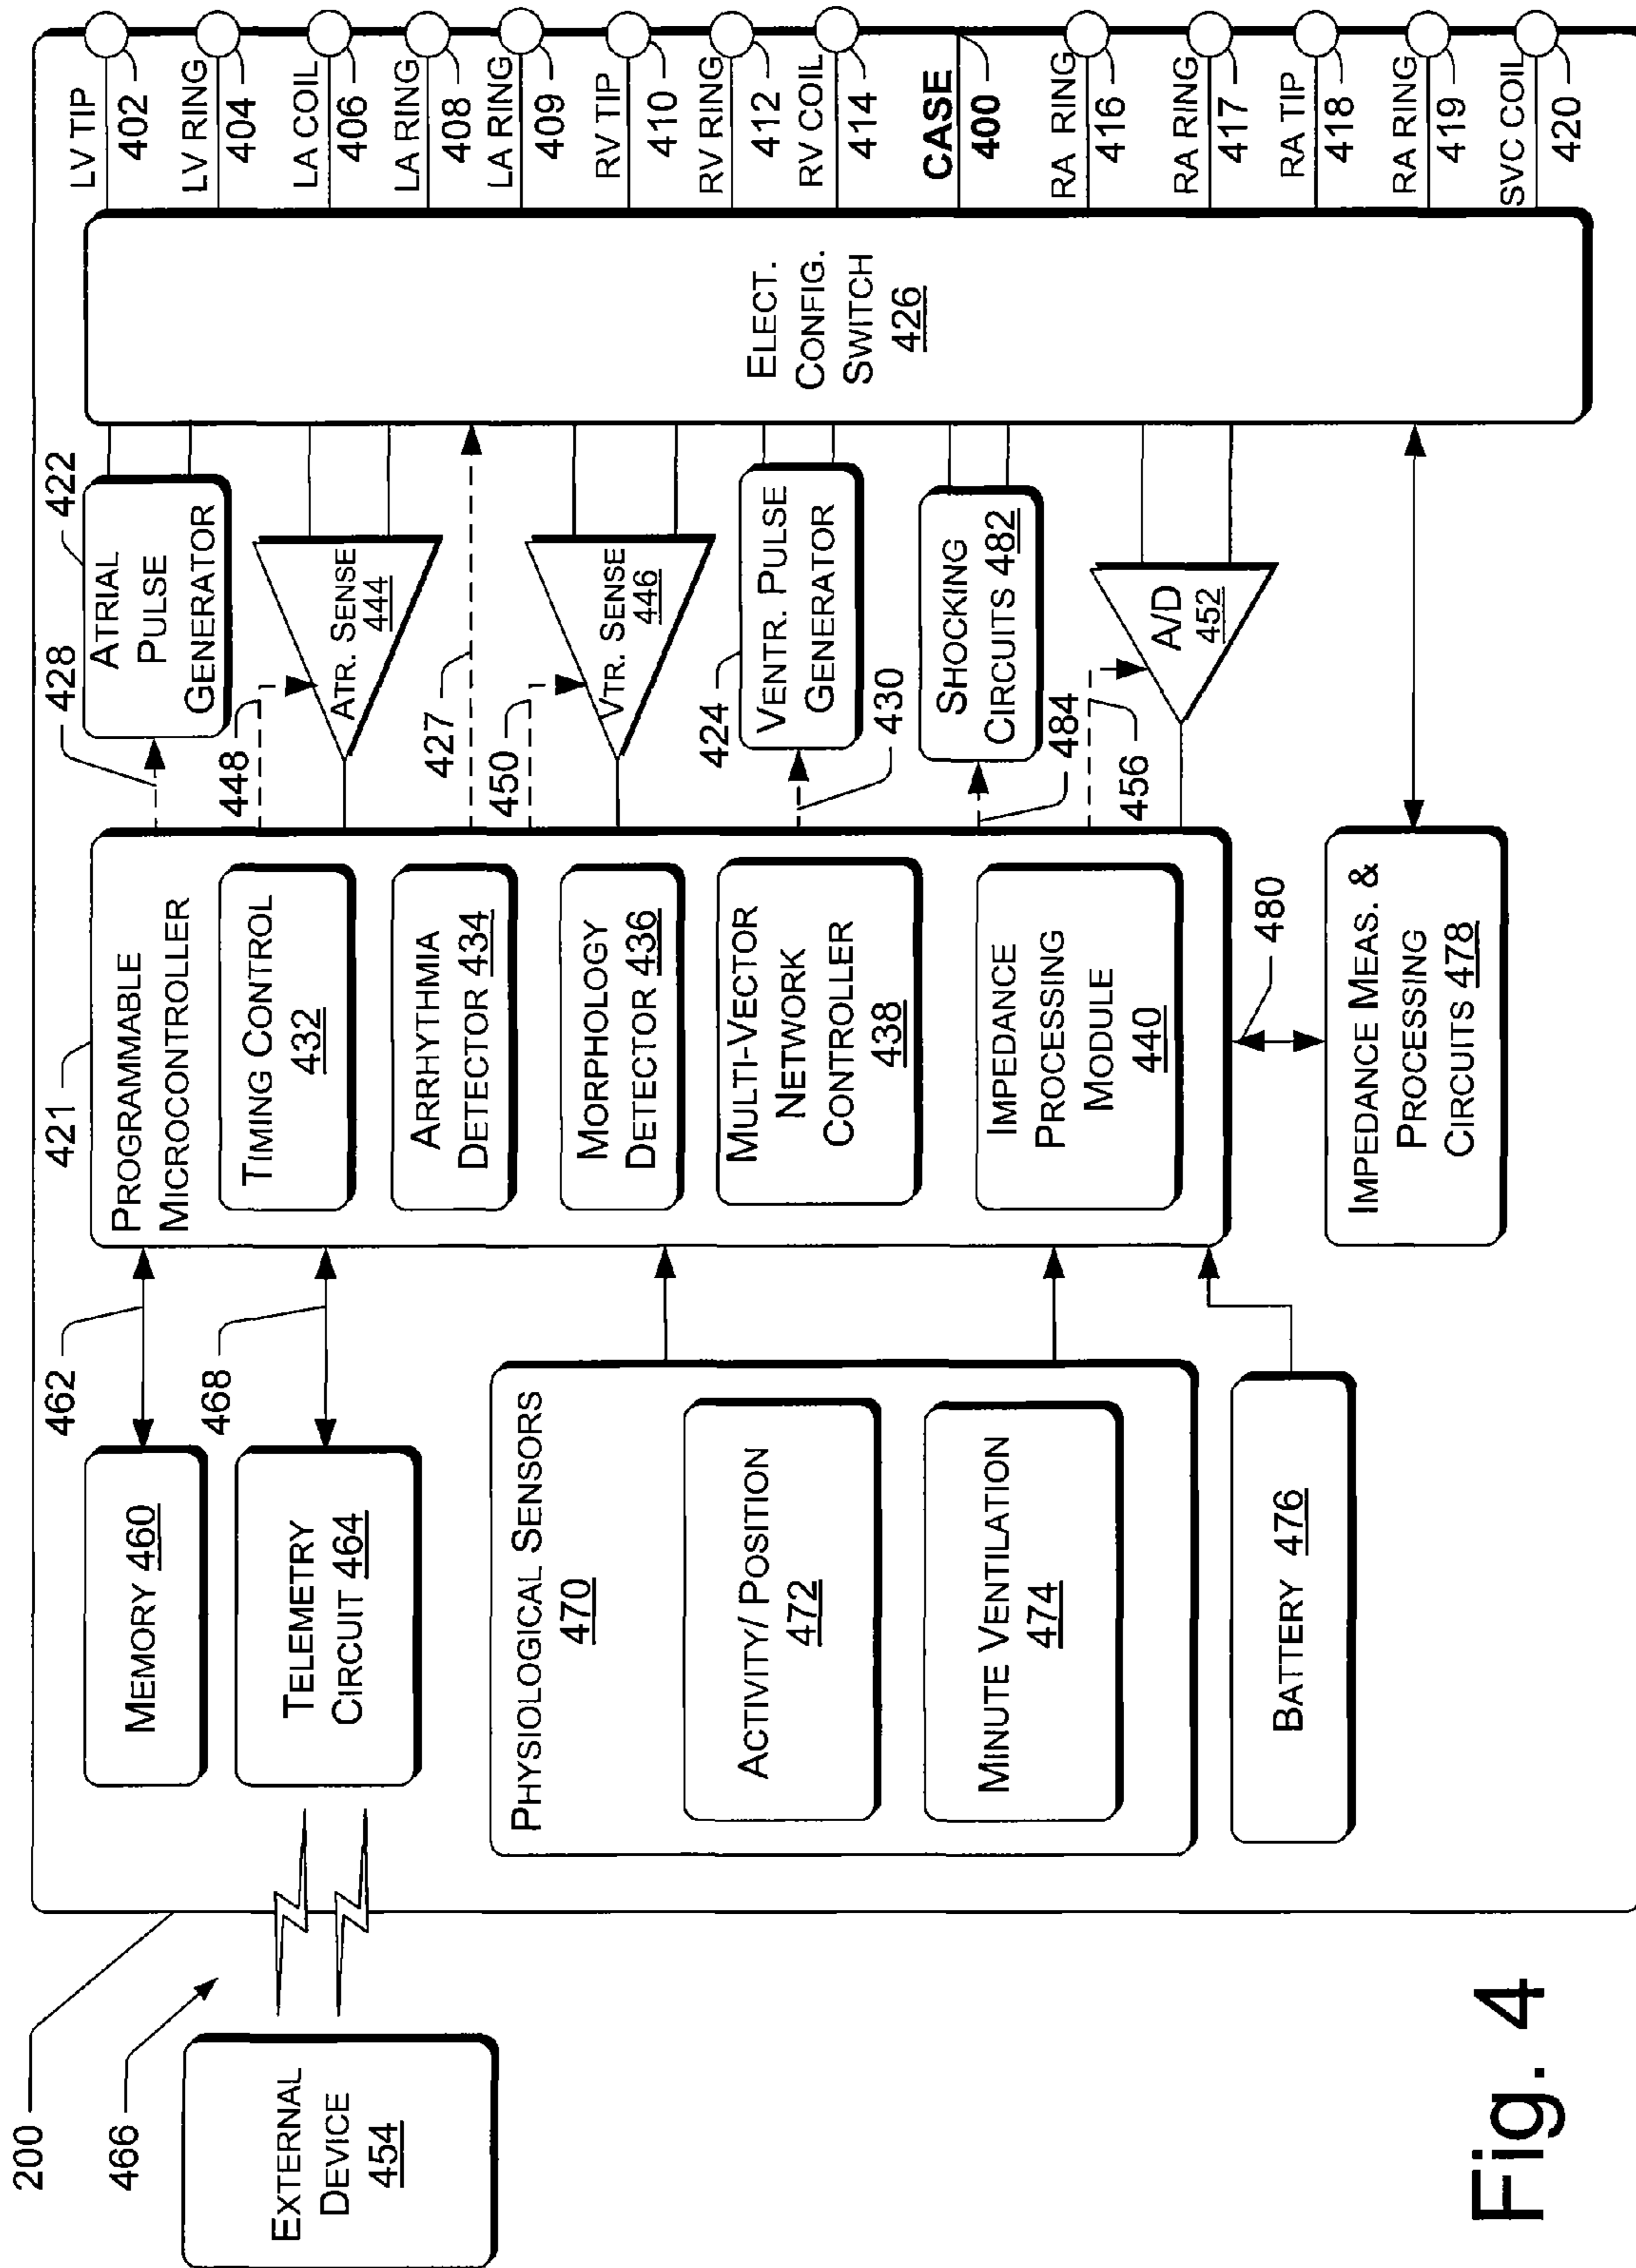 200
466
EXTERNAL
DEVICE
454
462
MEMORY 460
468
TELEMETRY
CIRCUIT 464
PHYSIOLOGICAL SENSORS
470
ACTIVITY/ POSITION
472
MINUTE VENTILATION
474
BATTERY 476
421
PROGRAMMABLE
MICROCONTROLLER
TIMING CONTROL
432
ARRHYTHMIA
DETECTOR 434
MORPHOLOGY
DETECTOR 436
MULTI-VECTOR
NETWORK
CONTROLLER
438
IMPEDANCE
PROCESSING
MODULE
440
480
IMPEDANCE MEAS. &
PROCESSING
CIRCUITS 478
428
422
ATRIAL
PULSE
GENERATOR
448
ATR. SENSE
444
427
450
VTR. SENSE
446
424
VENTR. PULSE
GENERATOR
430
SHOCKING
CIRCUITS 482
484
456
A/D
452
ELECT.
CONFIG.
SWITCH
426
LV TIP
402
LV RING
404
LA COIL
406
LA RING
408
LA RING
409
RV TIP
410
RV RING
412
RV COIL
414
CASE
400
RA RING
416
RA RING
417
RA TIP
418
RA RING
419
SVC COIL
420
Fig. 4